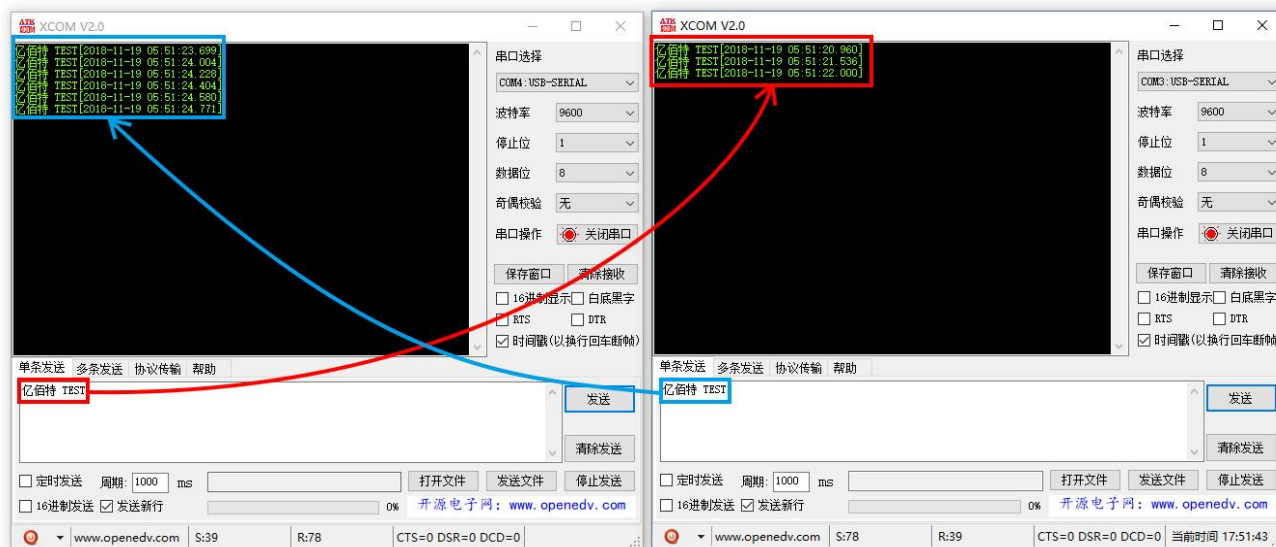 XCOM V2.0
亿佰特 TEST[2018-11-19 05:51:23.699]
亿佰特 TEST[2018-11-19 05:51:24.004]
亿佰特 TEST[2018-11-19 05:51:24.228]
亿佰特 TEST[2018-11-19 05:51:24.404]
亿佰特 TEST[2018-11-19 05:51:24.580]
亿佰特 TEST[2018-11-19 05:51:24.771]
串口选择
COM4:USB-SERIAL
波特率 9600
停止位 1
数据位 8
奇偶校验 无
串口操作 关闭串口
保存窗口 清除接收
16进制显示 白底黑字
RTS DTR
时间戳(以换行回车断帧)
单条发送 多条发送 协议传输 帮助
亿佰特 TEST
发送
清除发送
定时发送 周期: 1000 ms 打开文件 发送文件 停止发送
16进制发送 发送新行 0% 开源电子网: www.openedv.com
www.openedv.com S:39 R:78 CTS=0 DSR=0 DCD=0
XCOM V2.0
亿佰特 TEST[2018-11-19 05:51:20.960]
亿佰特 TEST[2018-11-19 05:51:21.536]
亿佰特 TEST[2018-11-19 05:51:22.000]
串口选择
COM3:USB-SERIAL
波特率 9600
停止位 1
数据位 8
奇偶校验 无
串口操作 关闭串口
保存窗口 清除接收
16进制显示 白底黑字
RTS DTR
时间戳(以换行回车断帧
单条发送 多条发送 协议传输 帮助
亿佰特 TEST
发送
清除发送
定时发送 周期: 1000 ms 打开文件 发送文件 停止发送
16进制发送 发送新行 0% 开源电子网: www.openedv.com
www.openedv.com S:78 R:39 CTS=0 DSR=0 DCD=0 当前时间 17:51:43